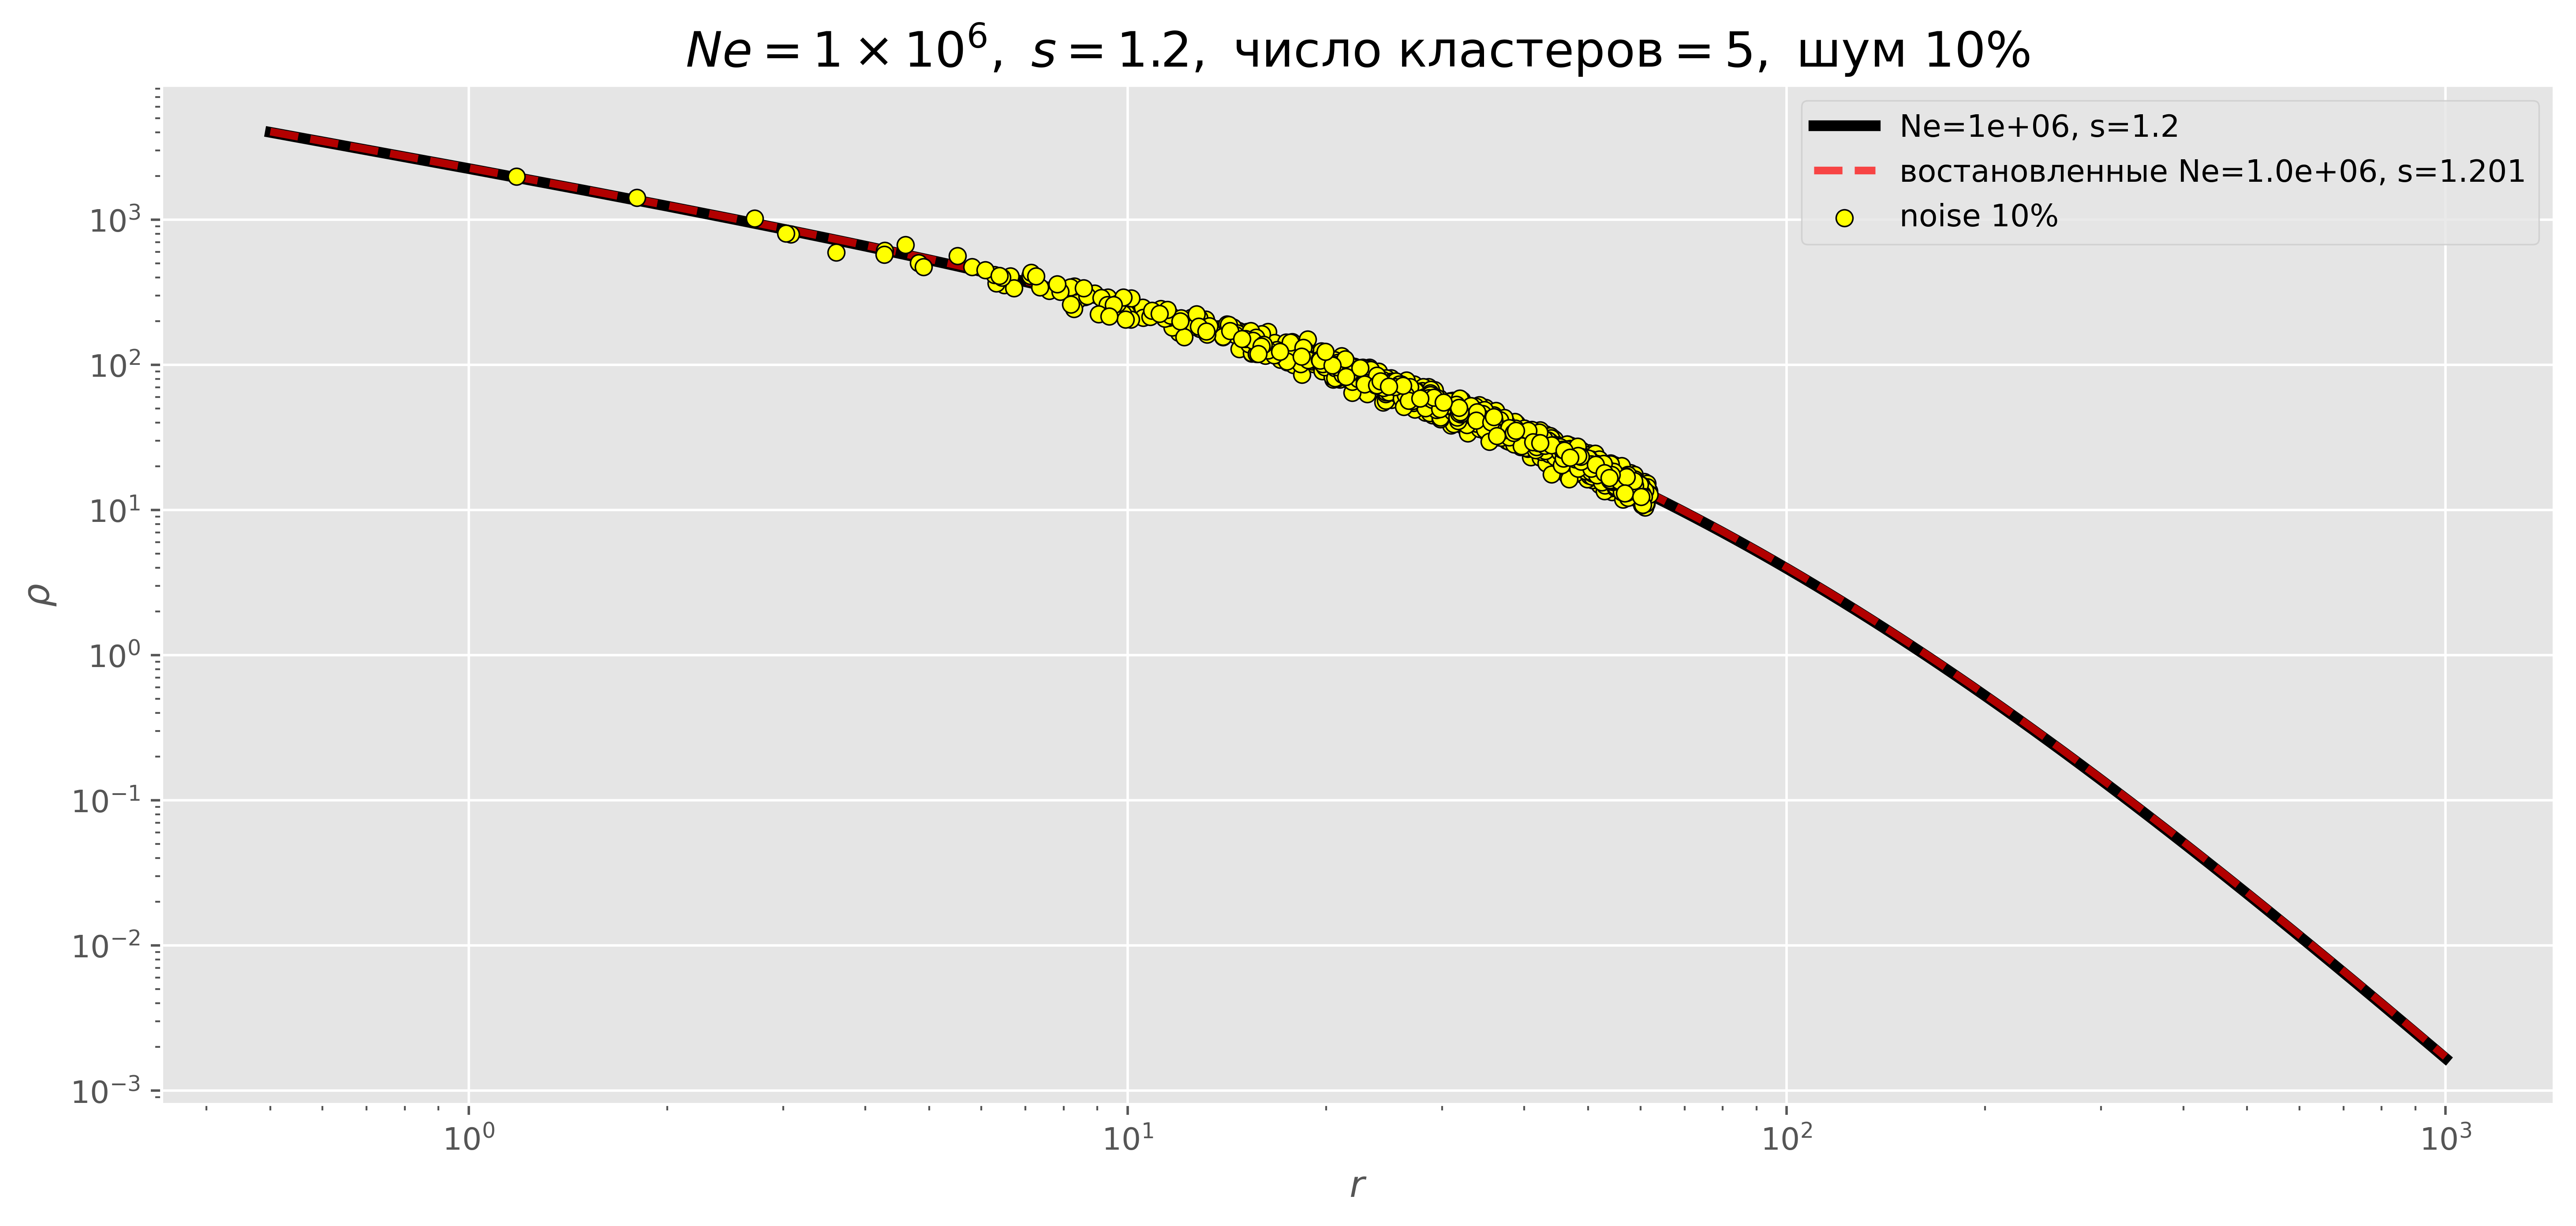 Ne = 1 × 10⁶, s = 1.2, число кластеров = 5, шум 10%
Ne=1e+06, s=1.2
востановленные Ne=1.0e+06, s=1.201
noise 10%
10³
10²
10¹
10⁰
10⁻¹
10⁻²
10⁻³
ρ
10⁰ 10¹ 10² 10³
r